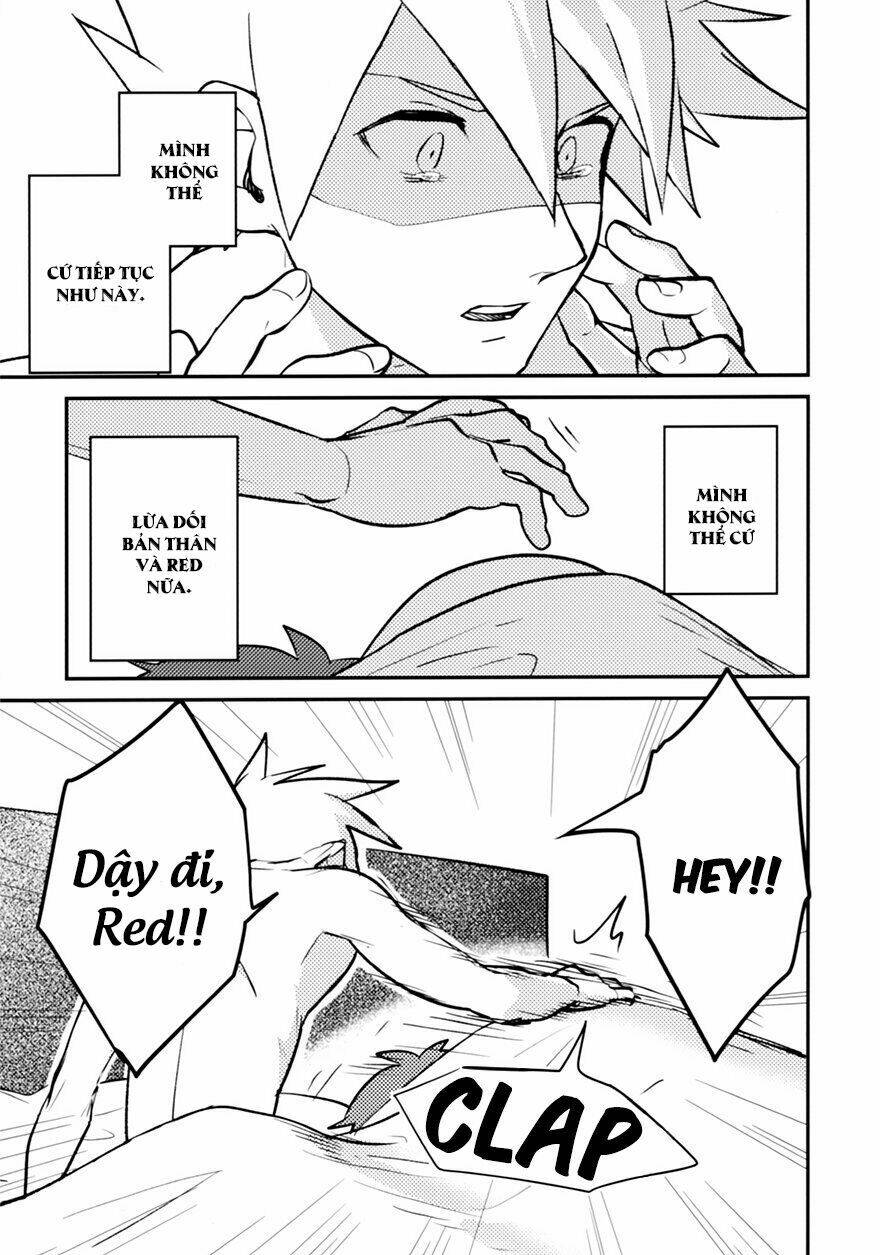 MÌNH
KHÔNG
THỂ
CỨ TIẾP TỤC
NHƯ NÀY.
MÌNH
KHÔNG
THỂ CỨ
LỪA DỐI
BẢN THÂN
VÀ RED
NỮA.
HEY!!
Dậy đi,
Red!!
CLAP